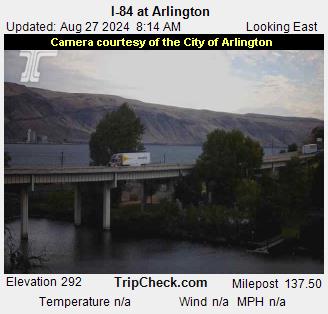 I-84 at Arlington
Updated: Aug 27 2024 8:14 AM Looking East
Camera courtesy of the City of Arlington
Elevation 292 TripCheck.com Milepost 137.50
Temperature n/a Wind n/a MPH n/a